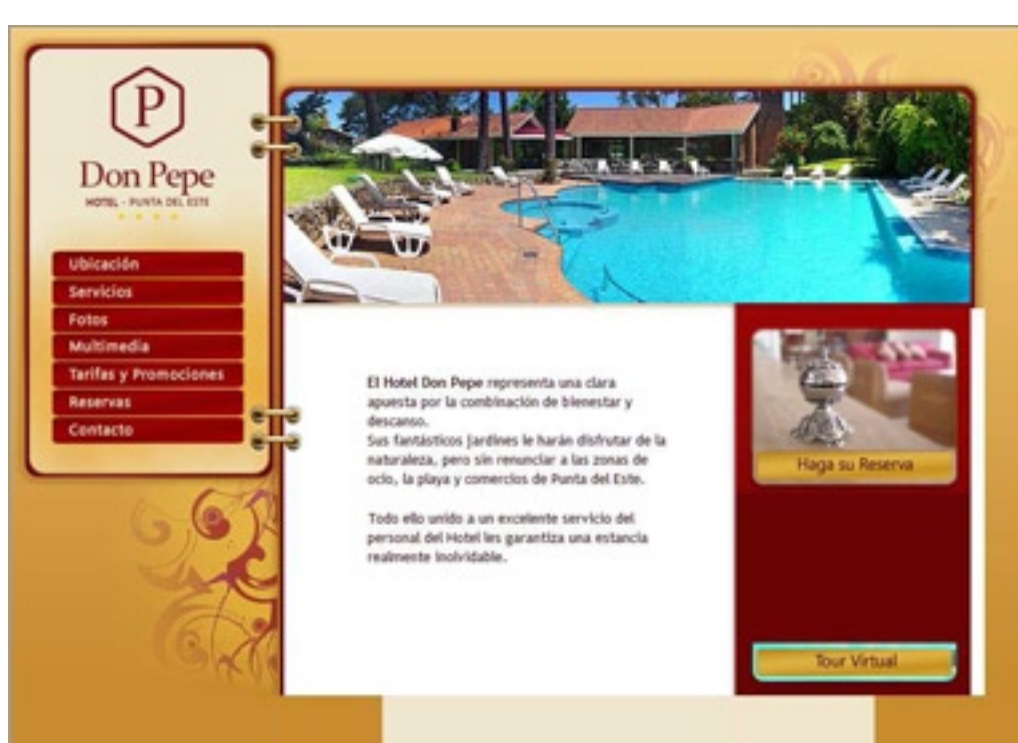 P
Don Pepe
HOTEL - PUNTA DEL ESTE
Ubicación
Servicios
Fotos
Multimedia
Tarifas y Promociones
Reservas
Contacto
El Hotel Don Pepe representa una clara
apuesta por la combinación de bienestar y
descanso.
Sus fantásticos jardines le harán disfrutar de la
naturaleza, pero sin renunciar a las zonas de
ocio, la playa y comercios de Punta del Este.
Todo ello unido a un excelente servicio del
personal del Hotel les garantiza una estancia
realmente inolvidable.
Haga su Reserva
Tour Virtual